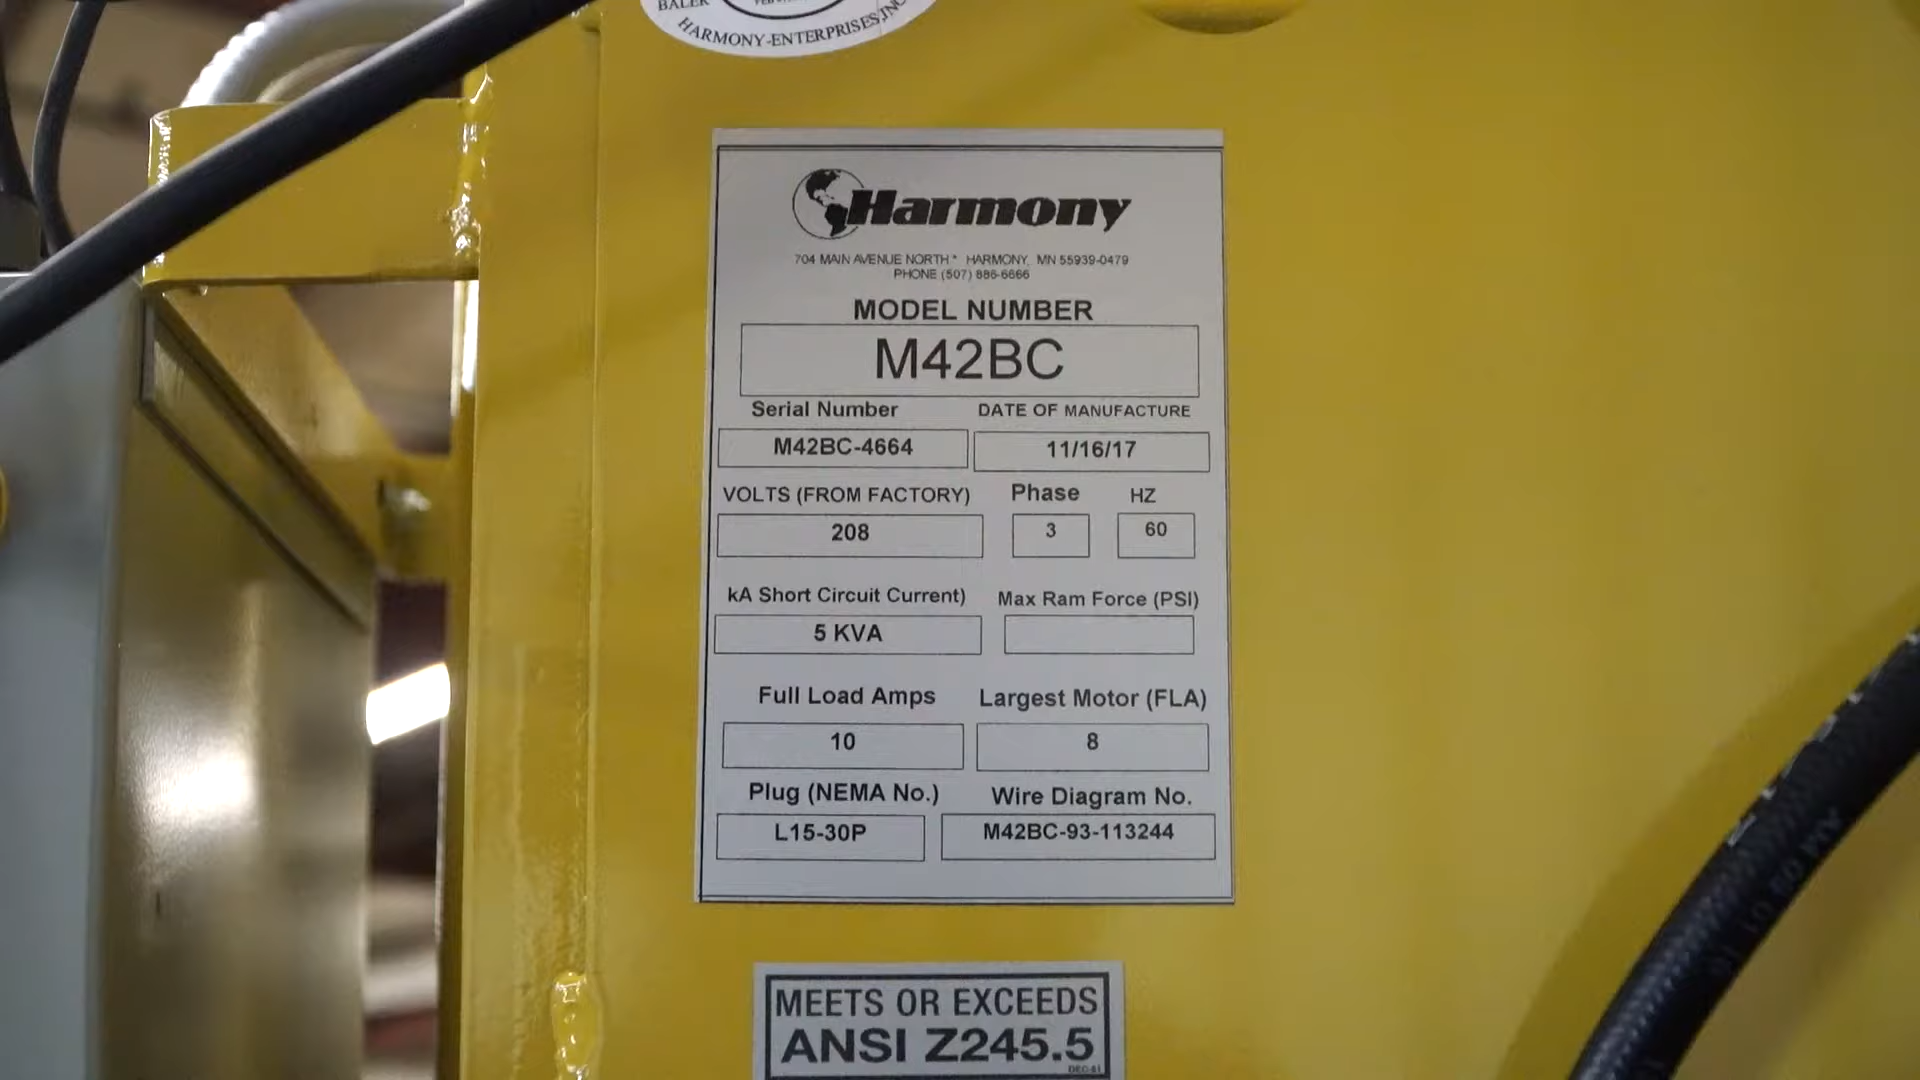 BALER
HARMONY-ENTERPRISES, INC
Harmony
704 MAIN AVENUE NORTH * HARMONY, MN 55939-0479
PHONE (507) 886-6666
MODEL NUMBER
M42BC
Serial Number DATE OF MANUFACTURE
M42BC-4664 11/16/17
VOLTS (FROM FACTORY) Phase HZ
208 3 60
kA Short Circuit Current) Max Ram Force (PSI)
5 KVA
Full Load Amps Largest Motor (FLA)
10 8
Plug (NEMA No.) Wire Diagram No.
L15-30P M42BC-93-113244
MEETS OR EXCEEDS
ANSI Z245.5